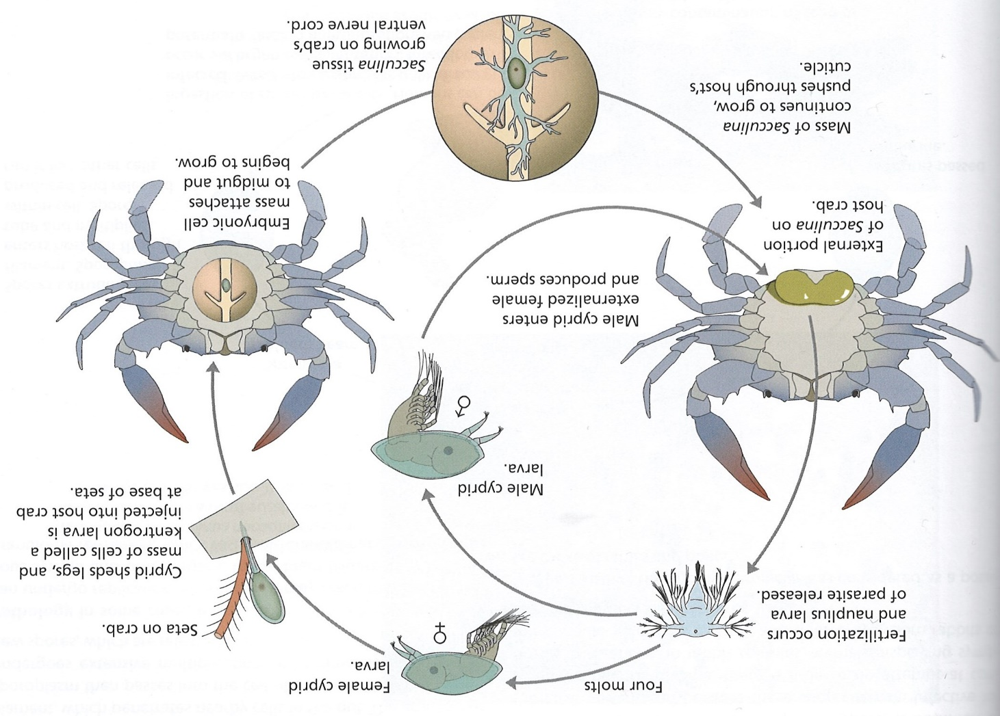 Four molts
Female cyprid
larva.
Fertilization occurs
and nauplius larva
of parasite released.
Seta on crab.
Cyprid sheds legs, and
mass of cells called a
kentrogon larva is
injected into host crab
at base of seta.
Male cyprid
larva.
Male cyprid enters
externalized female
and produces sperm.
External portion
of Sacculina on
host crab.
Embryonic cell
mass attaches
to midgut and
begins to grow.
Mass of Sacculina
continues to grow,
pushes through host's
cuticle.
Sacculina tissue
growing on crab's
ventral nerve cord.